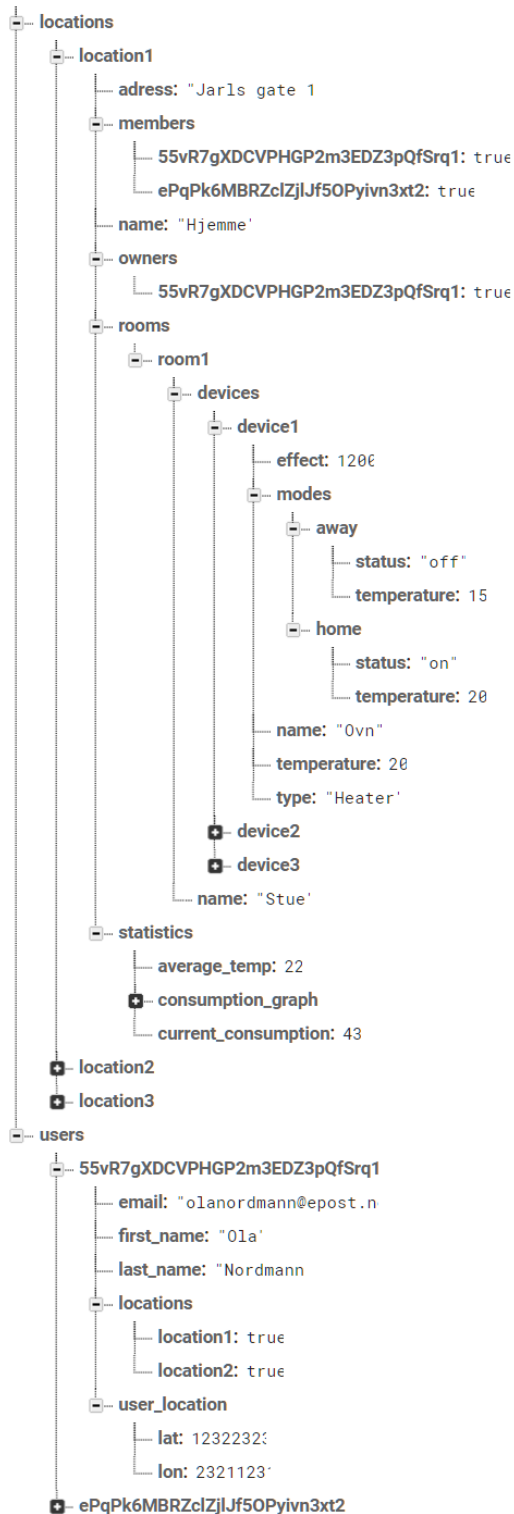 locations
location1
adress: "Jarls gate 1
members
55vR7gXDCVPHGP2m3EDZ3pQfSrq1: true
ePqPk6MBRZclZjlJf5OPyivn3xt2: true
name: "Hjemme'
owners
55vR7gXDCVPHGP2m3EDZ3pQfSrq1: true
rooms
room1
devices
device1
effect: 1200
modes
away
status: "off"
temperature: 15
home
status: "on"
temperature: 20
name: "Ovn"
temperature: 20
type: "Heater'
device2
device3
name: "Stue'
statistics
average_temp: 22
consumption_graph
current_consumption: 43
location2
location3
users
55vR7gXDCVPHGP2m3EDZ3pQfSrq1
email: "olanordmann@epost.n
first_name: "Ola'
last_name: "Nordmann
locations
location1: true
location2: true
user_location
lat: 12322323
lon: 2321123
ePqPk6MBRZclZjlJf5OPyivn3xt2